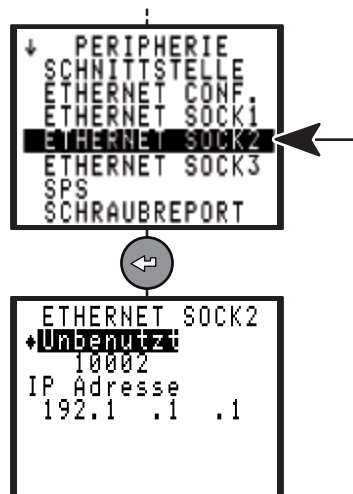 PERIPHERIE
SCHNITTSTELLE
ETHERNET CONF.
ETHERNET SOCK1
ETHERNET SOCK2
ETHERNET SOCK3
SPS
SCHRAUBREPORT
ETHERNET SOCK2
Unbenutzt
10002
IP Adresse
192.1 .1 .1